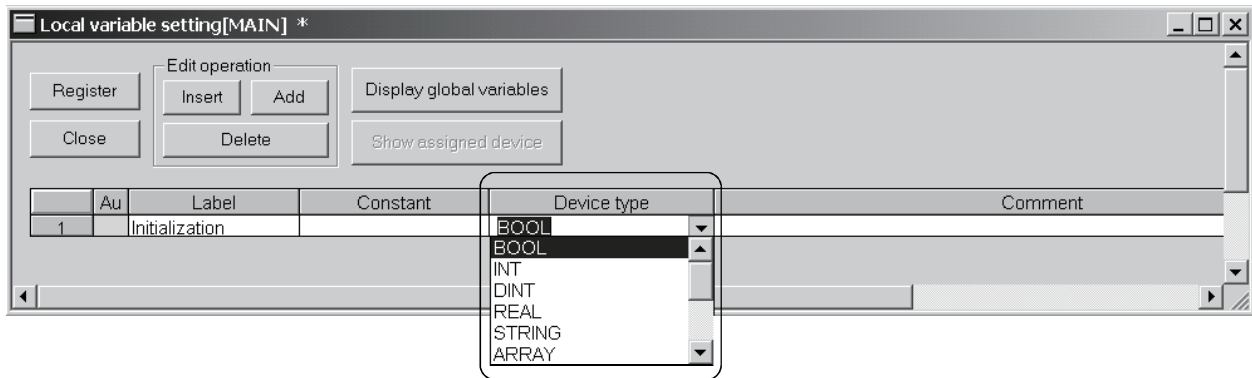 Local variable setting[MAIN] *
Edit operation
Register Insert Add Display global variables
Close Delete Show assigned device
Au Label Constant Device type Comment
1 Initialization BOOL
BOOL
INT
DINT
REAL
STRING
ARRAY